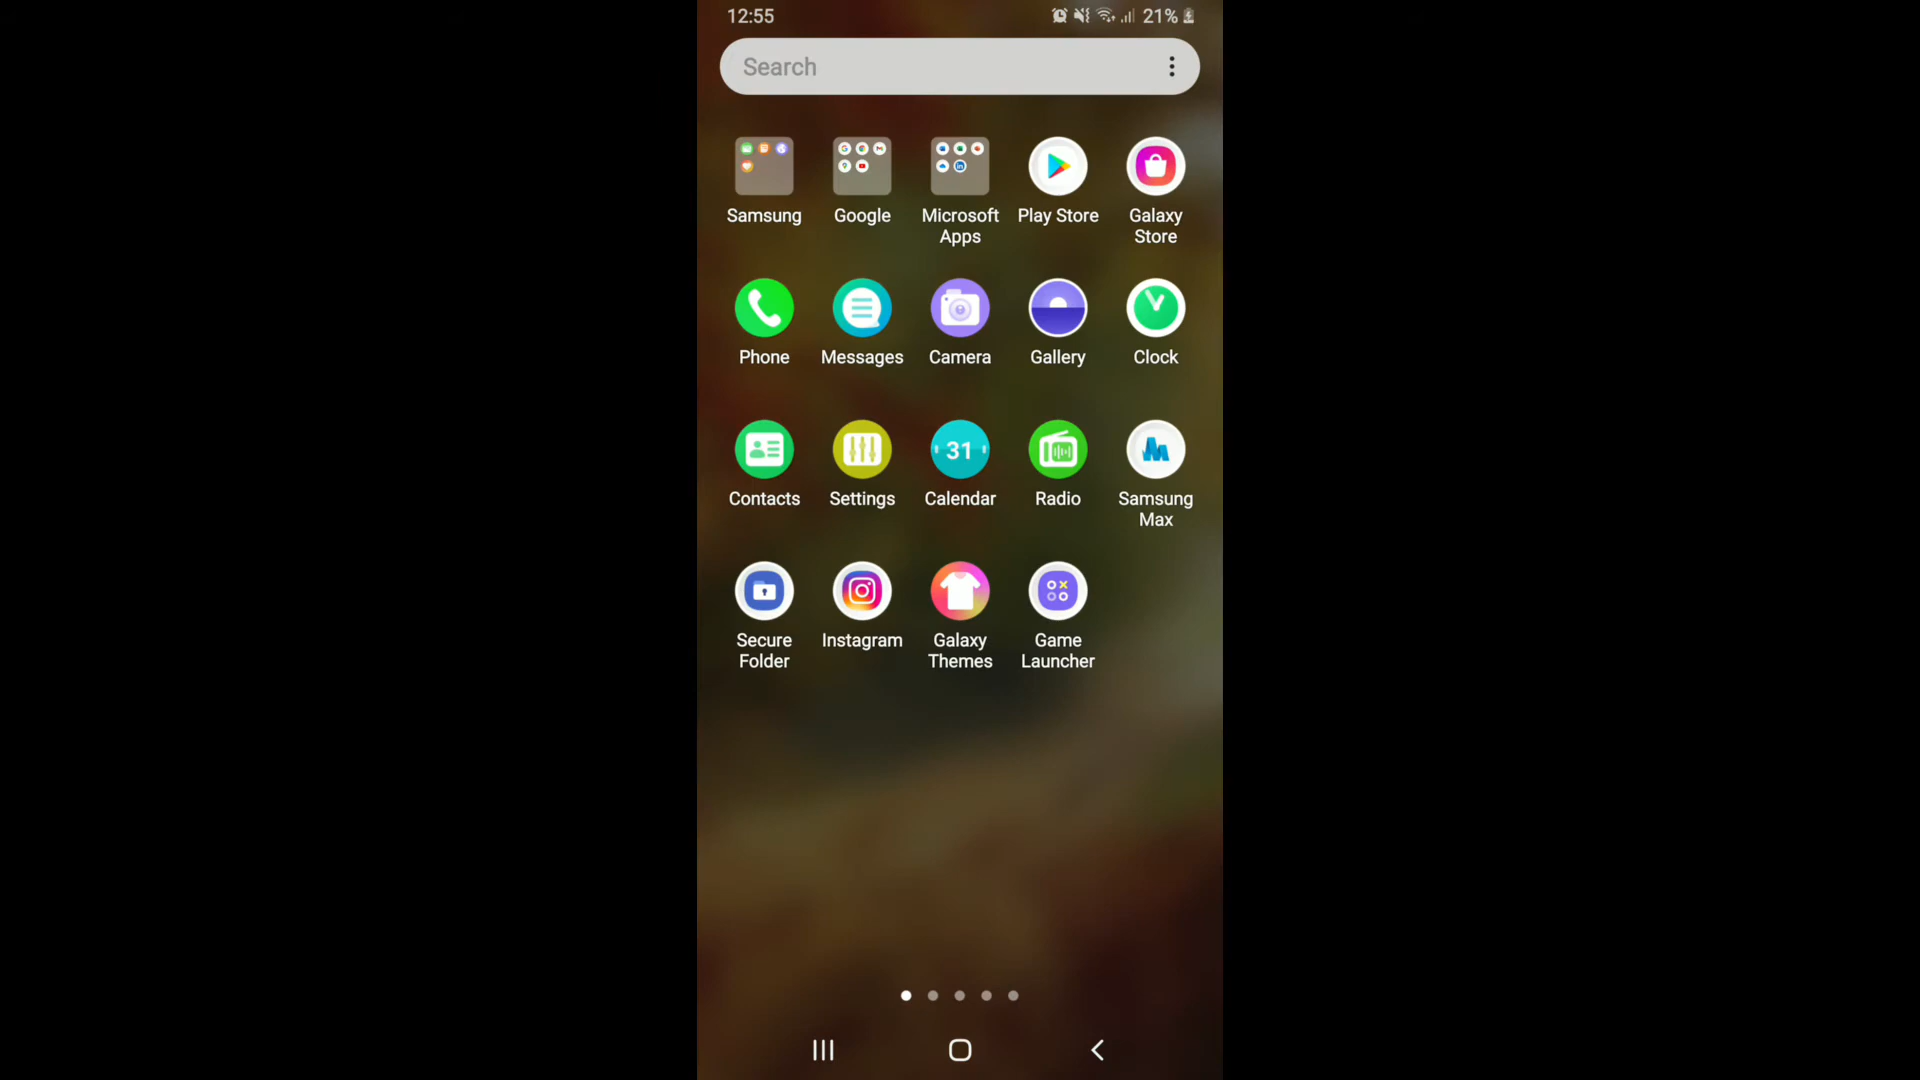 12:55
21%
Search
Samsung
Google
Microsoft
Apps
Play Store
Galaxy
Store
Phone
Messages
Camera
Gallery
Clock
Contacts
Settings
31
Calendar
Radio
Samsung
Max
Secure
Folder
Instagram
Galaxy
Themes
Game
Launcher